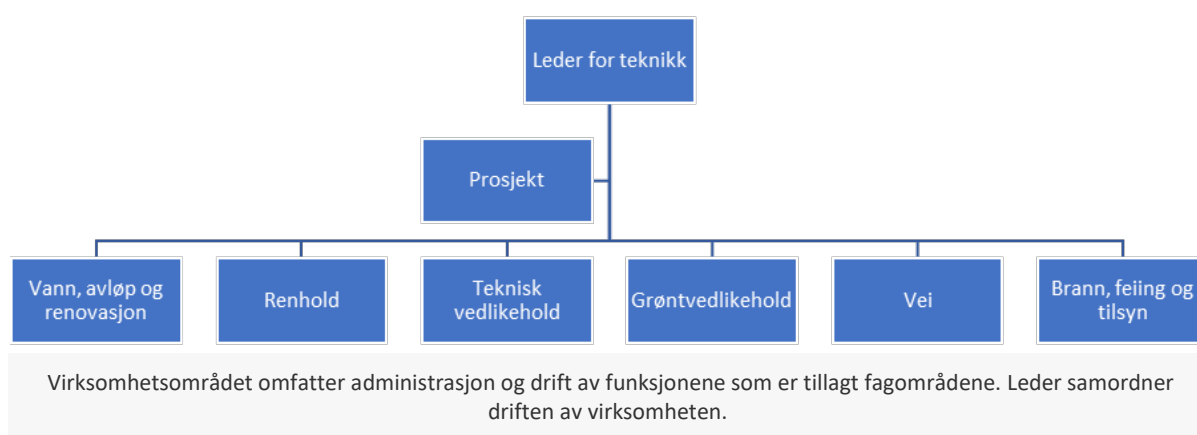 Leder for teknikk
Prosjekt
Vann, avløp og
renovasjon
Renhold
Teknisk
vedlikehold
Grøntvedlikehold
Vei
Brann, feiing og
tilsyn
Virksomhetsområdet omfatter administrasjon og drift av funksjonene som er tillagt fagområdene. Leder samordner
driften av virksomheten.